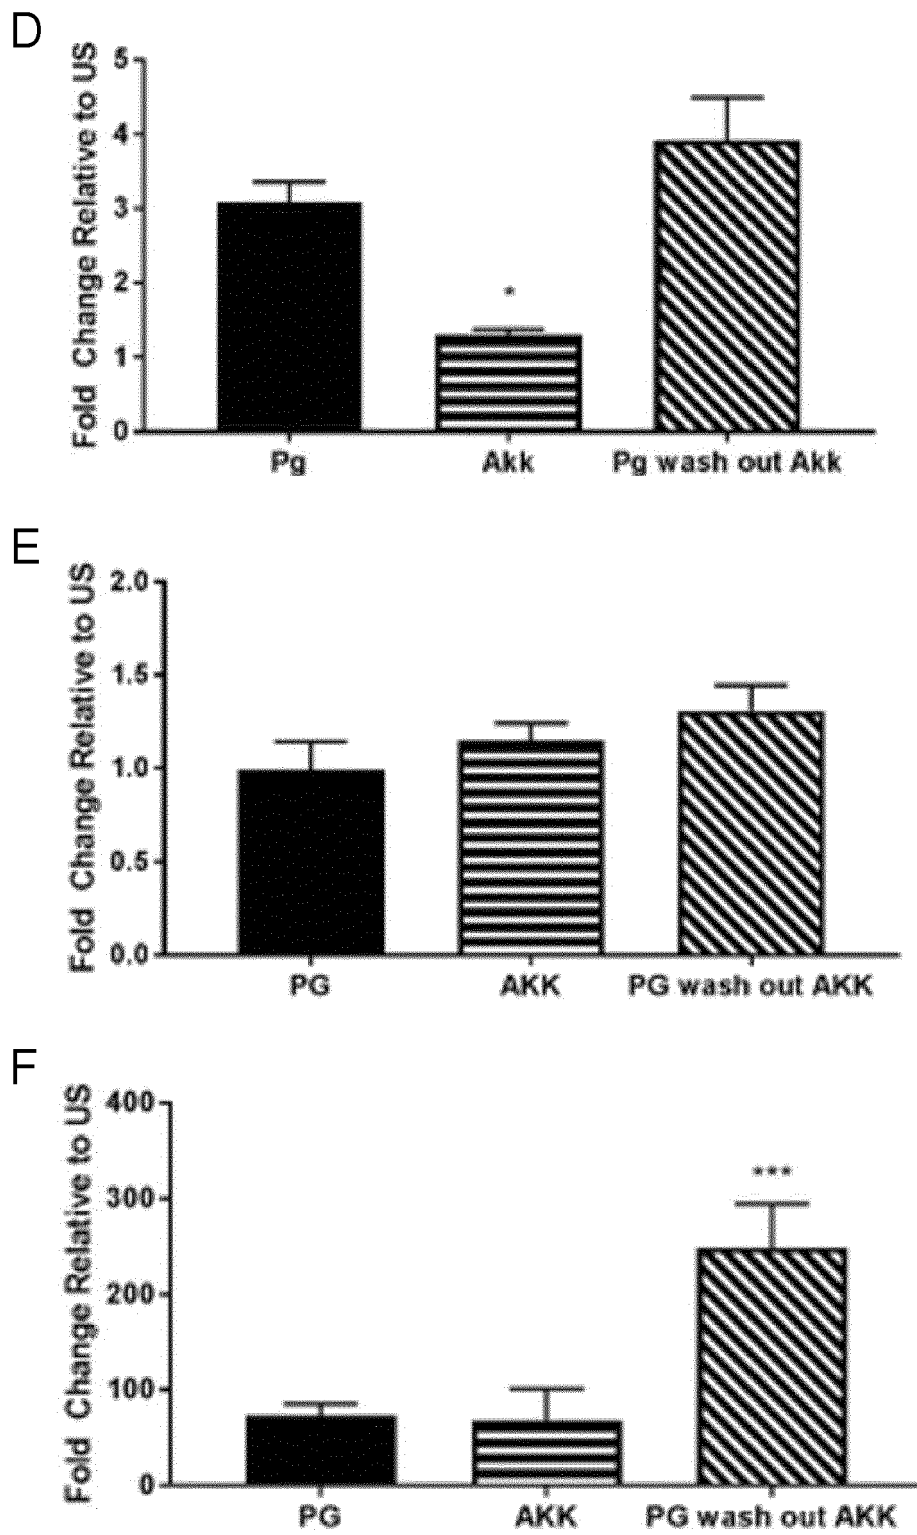 D
Fold Change Relative to US
5
4
3
2
1
0
*
Pg Akk Pg wash out Akk
E
Fold Change Relative to US
2.0
1.5
1.0
0.5
0.0
PG AKK PG wash out AKK
F
Fold Change Relative to US
400
300
200
100
0
***
PG AKK PG wash out AKK